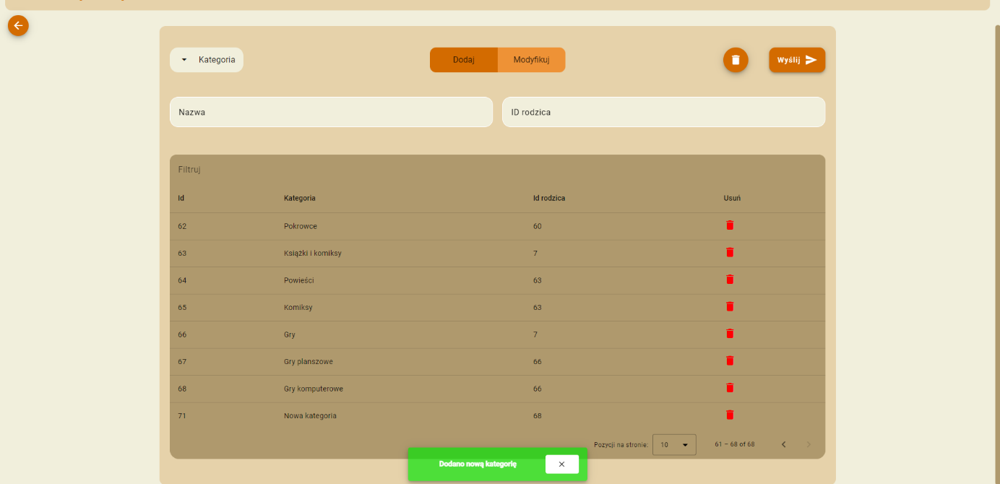 Kategoria
Dodaj
Modyfikuj
Wyślij
Nazwa
ID rodzica
Filtruj
Id Kategoria Id rodzica Usuń
62 Pokrowce 60
63 Książki i komiksy 7
64 Powieści 63
65 Komiksy 63
66 Gry 7
67 Gry planszowe 66
68 Gry komputerowe 66
71 Nowa kategoria 68
Pozycji na stronie: 10 61 – 68 of 68
Dodano nową kategorię